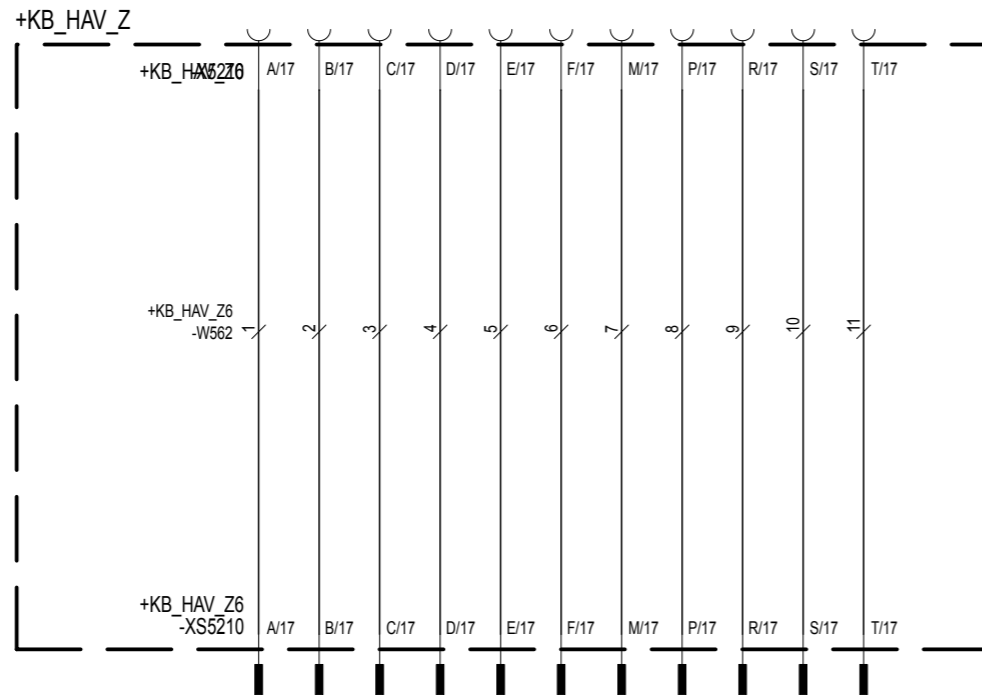 +KB_HAV_Z
A/17 B/17 C/17 D/17 E/17 F/17 M/17 P/17 R/17 S/17 T/17
+KB_HAV_Z6
-W562
1 2 3 4 5 6 7 8 9 10 11
+KB_HAV_Z6
-XS5210
A/17 B/17 C/17 D/17 E/17 F/17 M/17 P/17 R/17 S/17 T/17